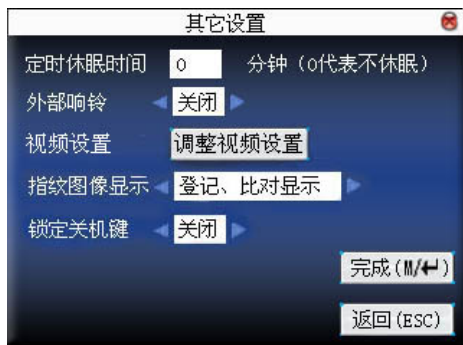 其它设置
定时休眠时间 0 分钟（0代表不休眠）
外部响铃 关闭
视频设置 调整视频设置
指纹图像显示 登记、比对显示
锁定关机键 关闭
完成(M/↵)
返回(ESC)